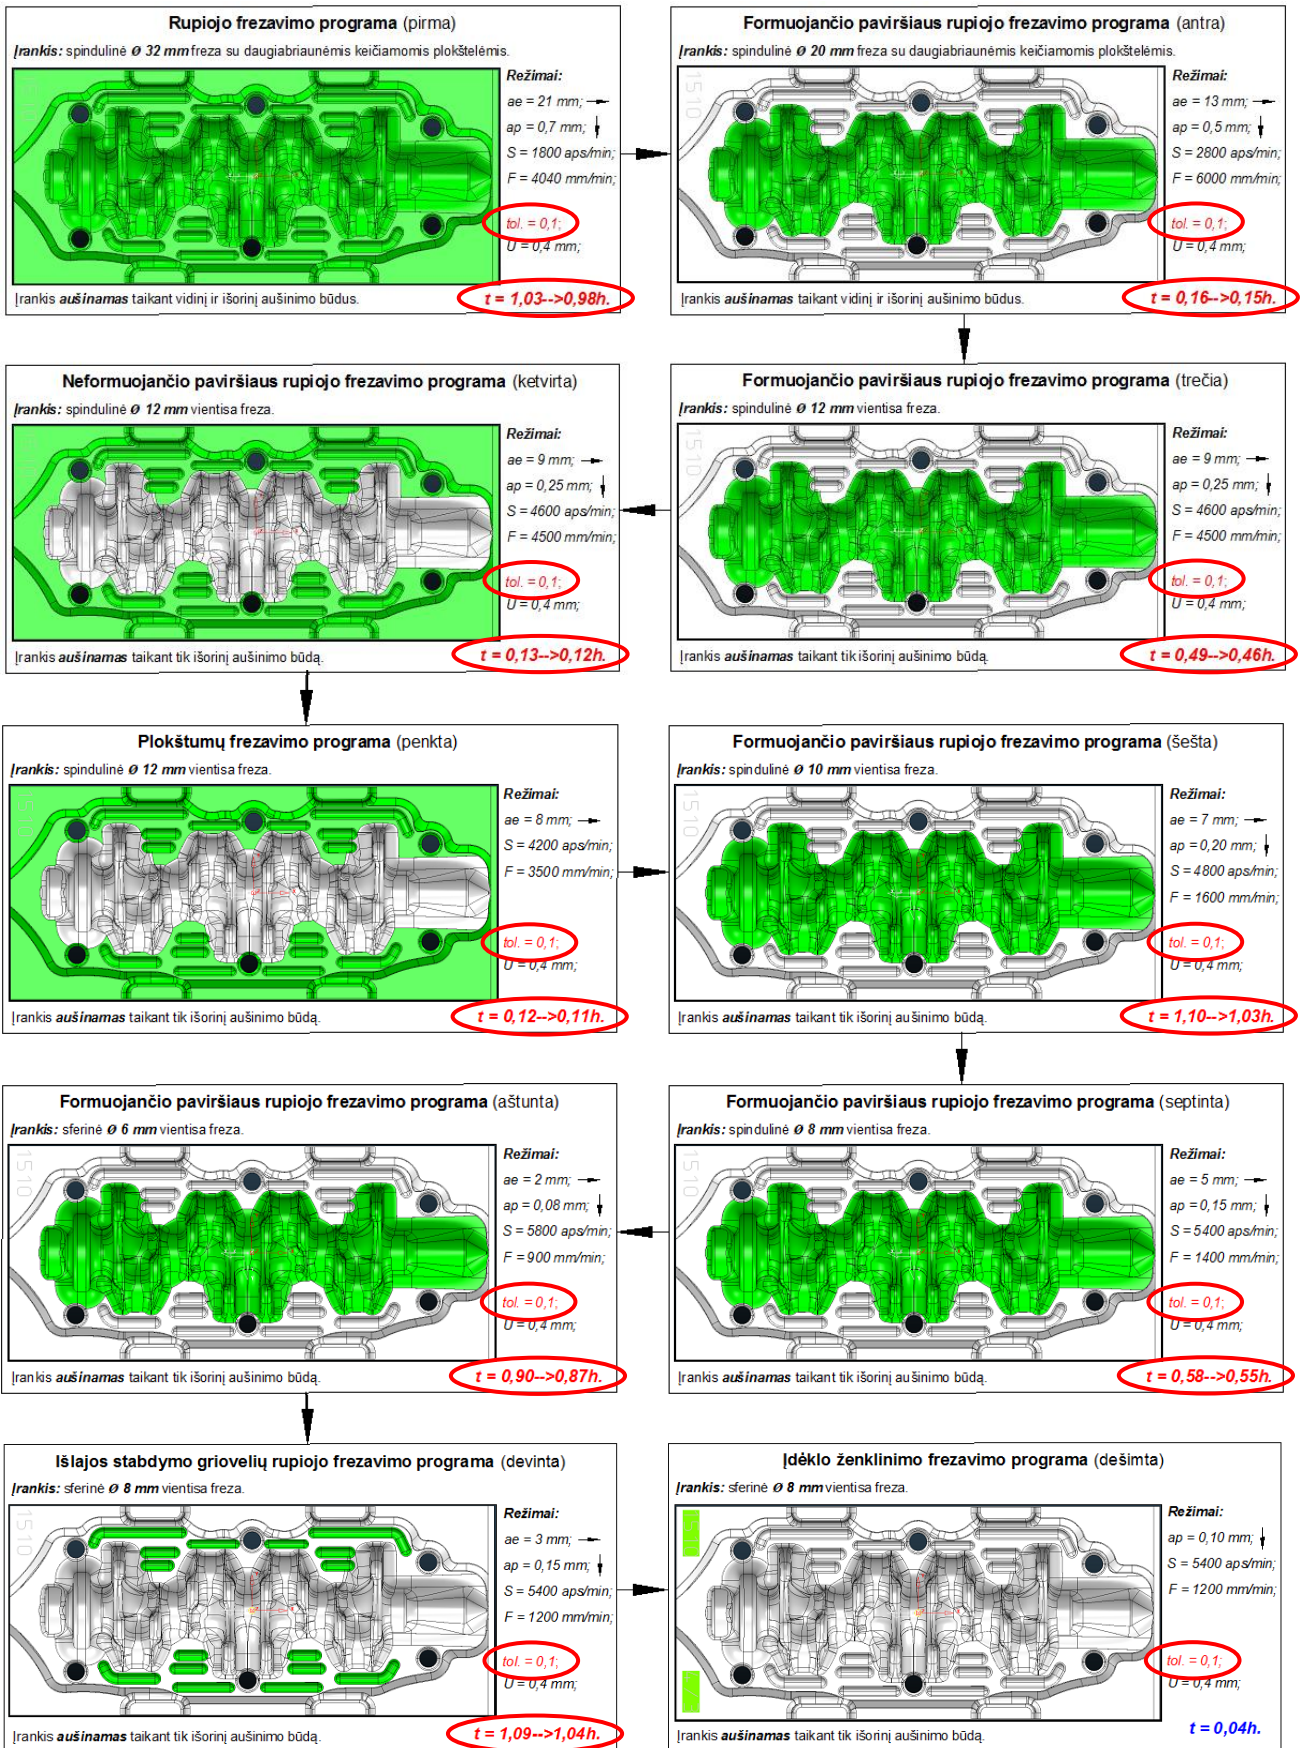 Rupiojo frezavimo programa (pirma)
Įrankis: spindulinė Ø 32 mm freza su daugiabriaunėmis keičiamomis plokštelėmis.
1510
Režimai:
ae = 21 mm;
ap = 0,7 mm;
S = 1800 aps/min;
F = 4040 mm/min;
tol. = 0,1;
U = 0,4 mm;
Įrankis aušinamas taikant vidinį ir išorinį aušinimo būdus.
t = 1,03-->0,98h.
Formuojančio paviršiaus rupiojo frezavimo programa (antra)
Įrankis: spindulinė Ø 20 mm freza su daugiabriaunėmis keičiamomis plokštelėmis.
1510
Režimai:
ae = 13 mm;
ap = 0,5 mm;
S = 2800 aps/min;
F = 6000 mm/min;
tol. = 0,1;
U = 0,4 mm;
Įrankis aušinamas taikant vidinį ir išorinį aušinimo būdus.
t = 0,16-->0,15h.
Formuojančio paviršiaus rupiojo frezavimo programa (trečia)
Įrankis: spindulinė Ø 12 mm vientisa freza.
1510
Režimai:
ae = 9 mm;
ap = 0,25 mm;
S = 4600 aps/min;
F = 4500 mm/min;
tol. = 0,1;
U = 0,4 mm;
Įrankis aušinamas taikant tik išorinį aušinimo būdą.
t = 0,49-->0,46h.
Neformuojančio paviršiaus rupiojo frezavimo programa (ketvirta)
Įrankis: spindulinė Ø 12 mm vientisa freza.
1510
Režimai:
ae = 9 mm;
ap = 0,25 mm;
S = 4600 aps/min;
F = 4500 mm/min;
tol. = 0,1;
U = 0,4 mm;
Įrankis aušinamas taikant tik išorinį aušinimo būdą.
t = 0,13-->0,12h.
Plokštumų frezavimo programa (penkta)
Įrankis: spindulinė Ø 12 mm vientisa freza.
1510
Režimai:
ae = 8 mm;
S = 4200 aps/min;
F = 3500 mm/min;
tol. = 0,1;
U = 0,4 mm;
Įrankis aušinamas taikant tik išorinį aušinimo būdą.
t = 0,12-->0,11h.
Formuojančio paviršiaus rupiojo frezavimo programa (šešta)
Įrankis: spindulinė Ø 10 mm vientisa freza.
1510
Režimai:
ae = 7 mm;
ap = 0,20 mm;
S = 4800 aps/min;
F = 1600 mm/min;
tol. = 0,1;
U = 0,4 mm;
Įrankis aušinamas taikant tik išorinį aušinimo būdą.
t = 1,10-->1,03h.
Formuojančio paviršiaus rupiojo frezavimo programa (septinta)
Įrankis: spindulinė Ø 8 mm vientisa freza.
1510
Režimai:
ae = 5 mm;
ap = 0,15 mm;
S = 5400 aps/min;
F = 1400 mm/min;
tol. = 0,1;
U = 0,4 mm;
Įrankis aušinamas taikant tik išorinį aušinimo būdą.
t = 0,58-->0,55h.
Formuojančio paviršiaus rupiojo frezavimo programa (aštunta)
Įrankis: sferinė Ø 6 mm vientisa freza.
1510
Režimai:
ae = 2 mm;
ap = 0,08 mm;
S = 5800 aps/min;
F = 900 mm/min;
tol. = 0,1;
U = 0,4 mm;
Įrankis aušinamas taikant tik išorinį aušinimo būdą.
t = 0,90-->0,87h.
Išlajos stabdymo griovelių rupiojo frezavimo programa (devinta)
Įrankis: sferinė Ø 8 mm vientisa freza.
1510
Režimai:
ae = 3 mm;
ap = 0,15 mm;
S = 5400 aps/min;
F = 1200 mm/min;
tol. = 0,1;
U = 0,4 mm;
Įrankis aušinamas taikant tik išorinį aušinimo būdą.
t = 1,09-->1,04h.
Įdėklo ženklinimo frezavimo programa (dešimta)
Įrankis: sferinė Ø 8 mm vientisa freza.
Režimai:
ap = 0,10 mm;
S = 5400 aps/min;
F = 1200 mm/min;
tol. = 0,1;
U = 0,4 mm;
Įrankis aušinamas taikant tik išorinį aušinimo būdą.
t = 0,04h.